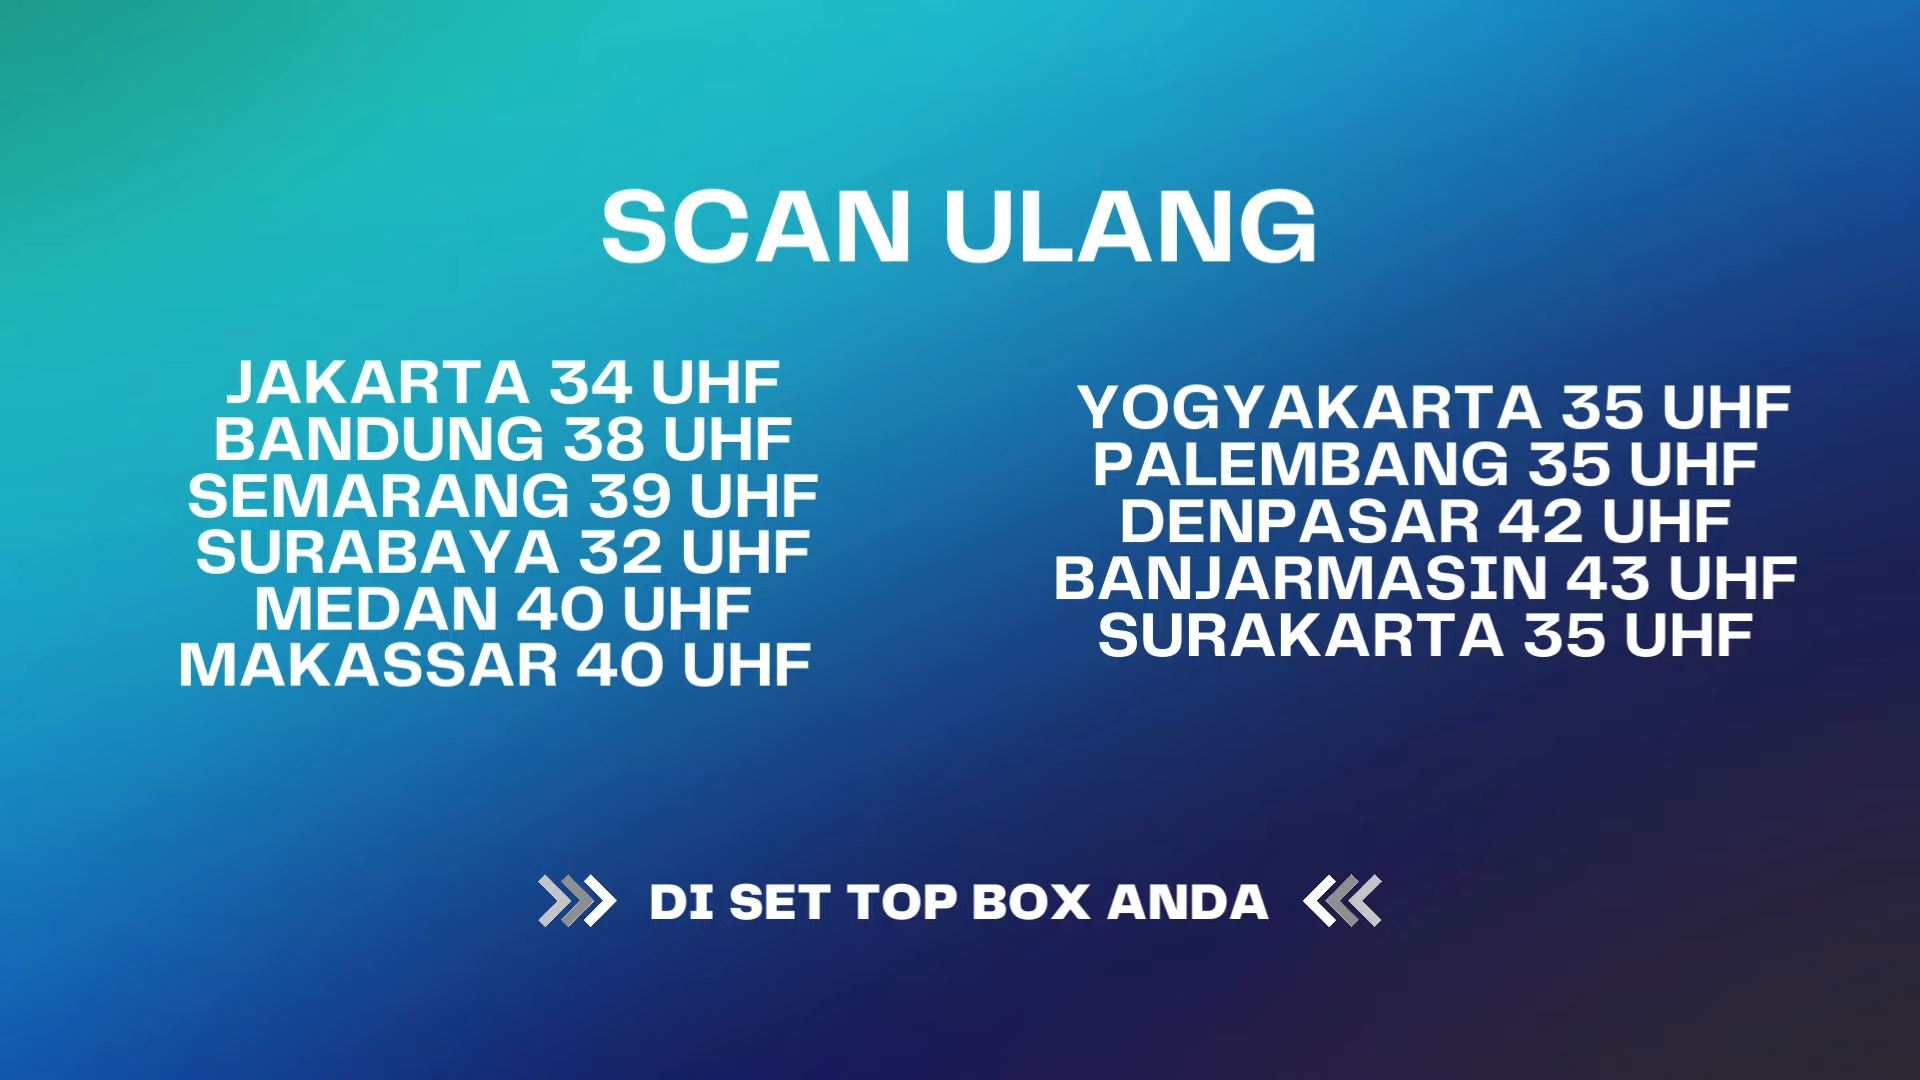 SCAN ULANG
JAKARTA 34 UHF
BANDUNG 38 UHF
SEMARANG 39 UHF
SURABAYA 32 UHF
MEDAN 40 UHF
MAKASSAR 40 UHF
YOGYAKARTA 35 UHF
PALEMBANG 35 UHF
DENPASAR 42 UHF
BANJARMASIN 43 UHF
SURAKARTA 35 UHF
DI SET TOP BOX ANDA